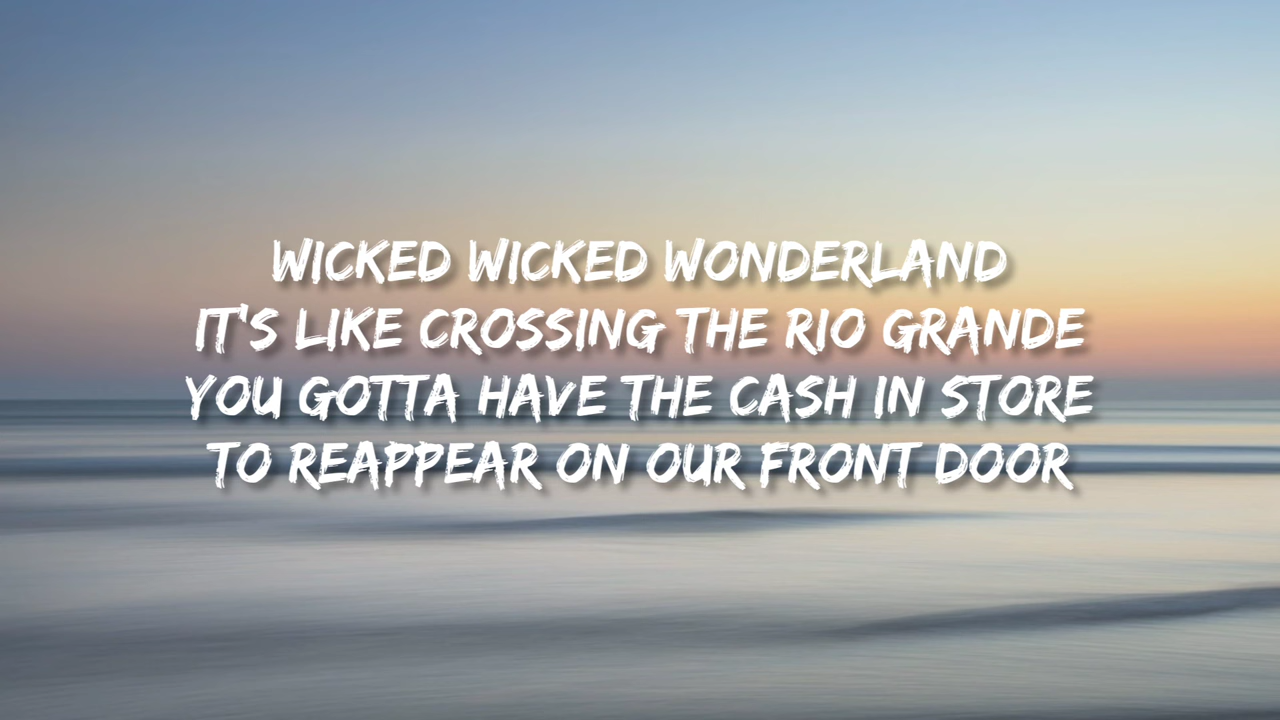 WICKED WICKED WONDERLAND
IT'S LIKE CROSSING THE RIO GRANDE
YOU GOTTA HAVE THE CASH IN STORE
TO REAPPEAR ON OUR FRONT DOOR